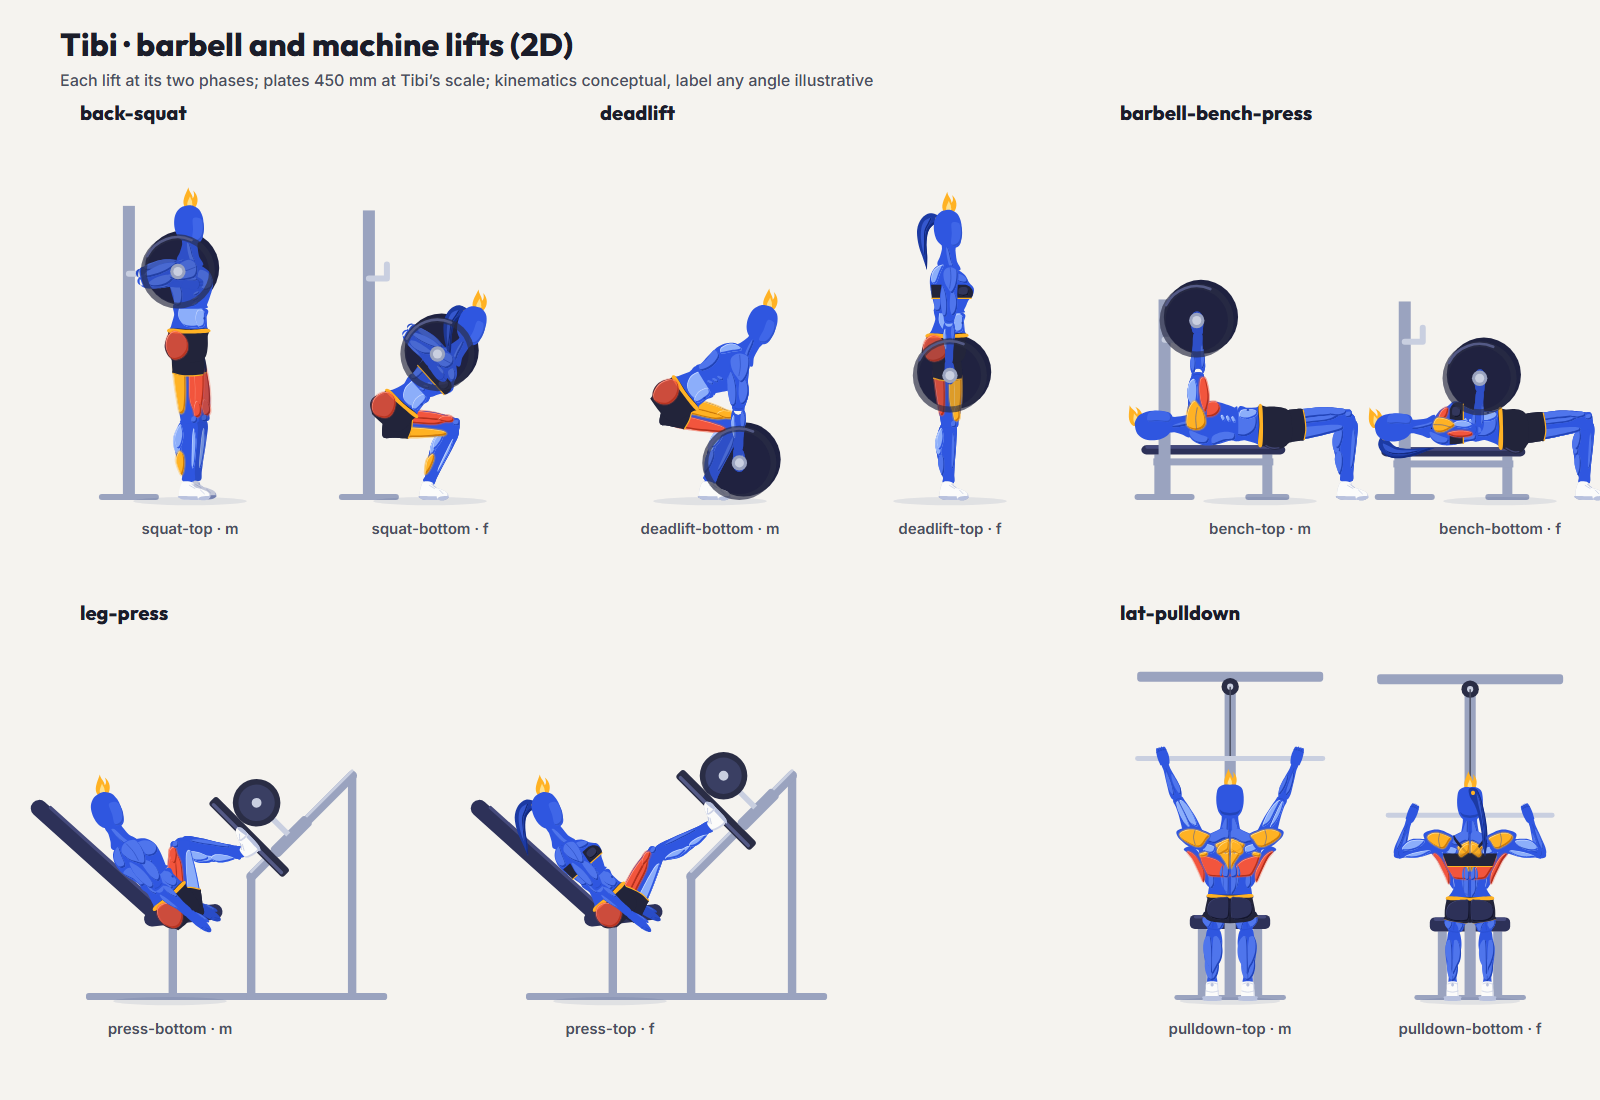 Tibi · barbell and machine lifts (2D)
Each lift at its two phases; plates 450 mm at Tibi’s scale; kinematics conceptual, label any angle illustrative
back-squat
deadlift
barbell-bench-press
squat-top · m
squat-bottom · f
deadlift-bottom · m
deadlift-top · f
bench-top · m
bench-bottom · f
leg-press
lat-pulldown
press-bottom · m
press-top · f
pulldown-top · m
pulldown-bottom · f